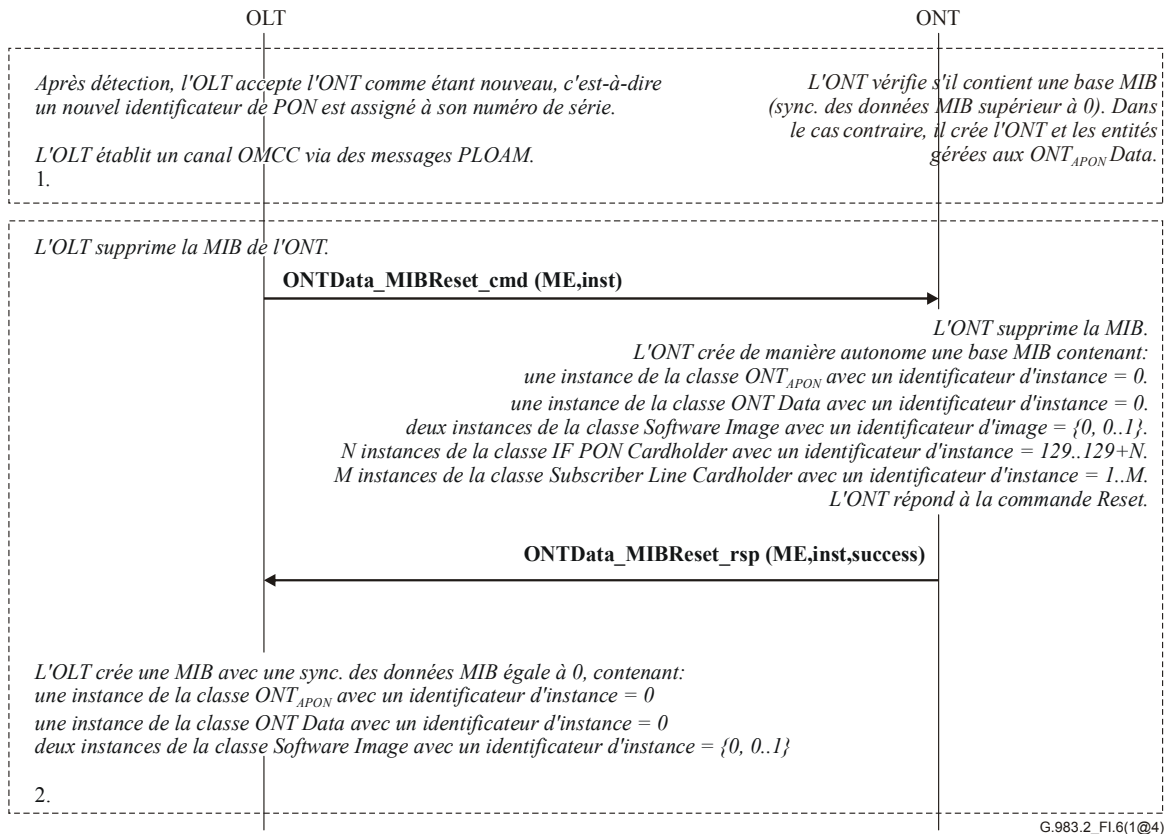 OLT
ONT
Après détection, l'OLT accepte l'ONT comme étant nouveau, c'est-à-dire
un nouvel identificateur de PON est assigné à son numéro de série.
L'OLT établit un canal OMCC via des messages PLOAM.
1.
L'ONT vérifie s'il contient une base MIB
(sync. des données MIB supérieur à 0). Dans
le cas contraire, il crée l'ONT et les entités
gérées aux ONT_APON Data.
L'OLT supprime la MIB de l'ONT.
ONTData_MIBReset_cmd (ME,inst)
L'ONT supprime la MIB.
L'ONT crée de manière autonome une base MIB contenant:
une instance de la classe ONT_APON avec un identificateur d'instance = 0.
une instance de la classe ONT Data avec un identificateur d'instance = 0.
deux instances de la classe Software Image avec un identificateur d'image = {0, 0..1}.
N instances de la classe IF PON Cardholder avec un identificateur d'instance = 129..129+N.
M instances de la classe Subscriber Line Cardholder avec un identificateur d'instance = 1..M.
L'ONT répond à la commande Reset.
ONTData_MIBReset_rsp (ME,inst,success)
L'OLT crée une MIB avec une sync. des données MIB égale à 0, contenant:
une instance de la classe ONT_APON avec un identificateur d'instance = 0
une instance de la classe ONT Data avec un identificateur d'instance = 0
deux instances de la classe Software Image avec un identificateur d'instance = {0, 0..1}
2.
G.983.2_FI.6(1@4)